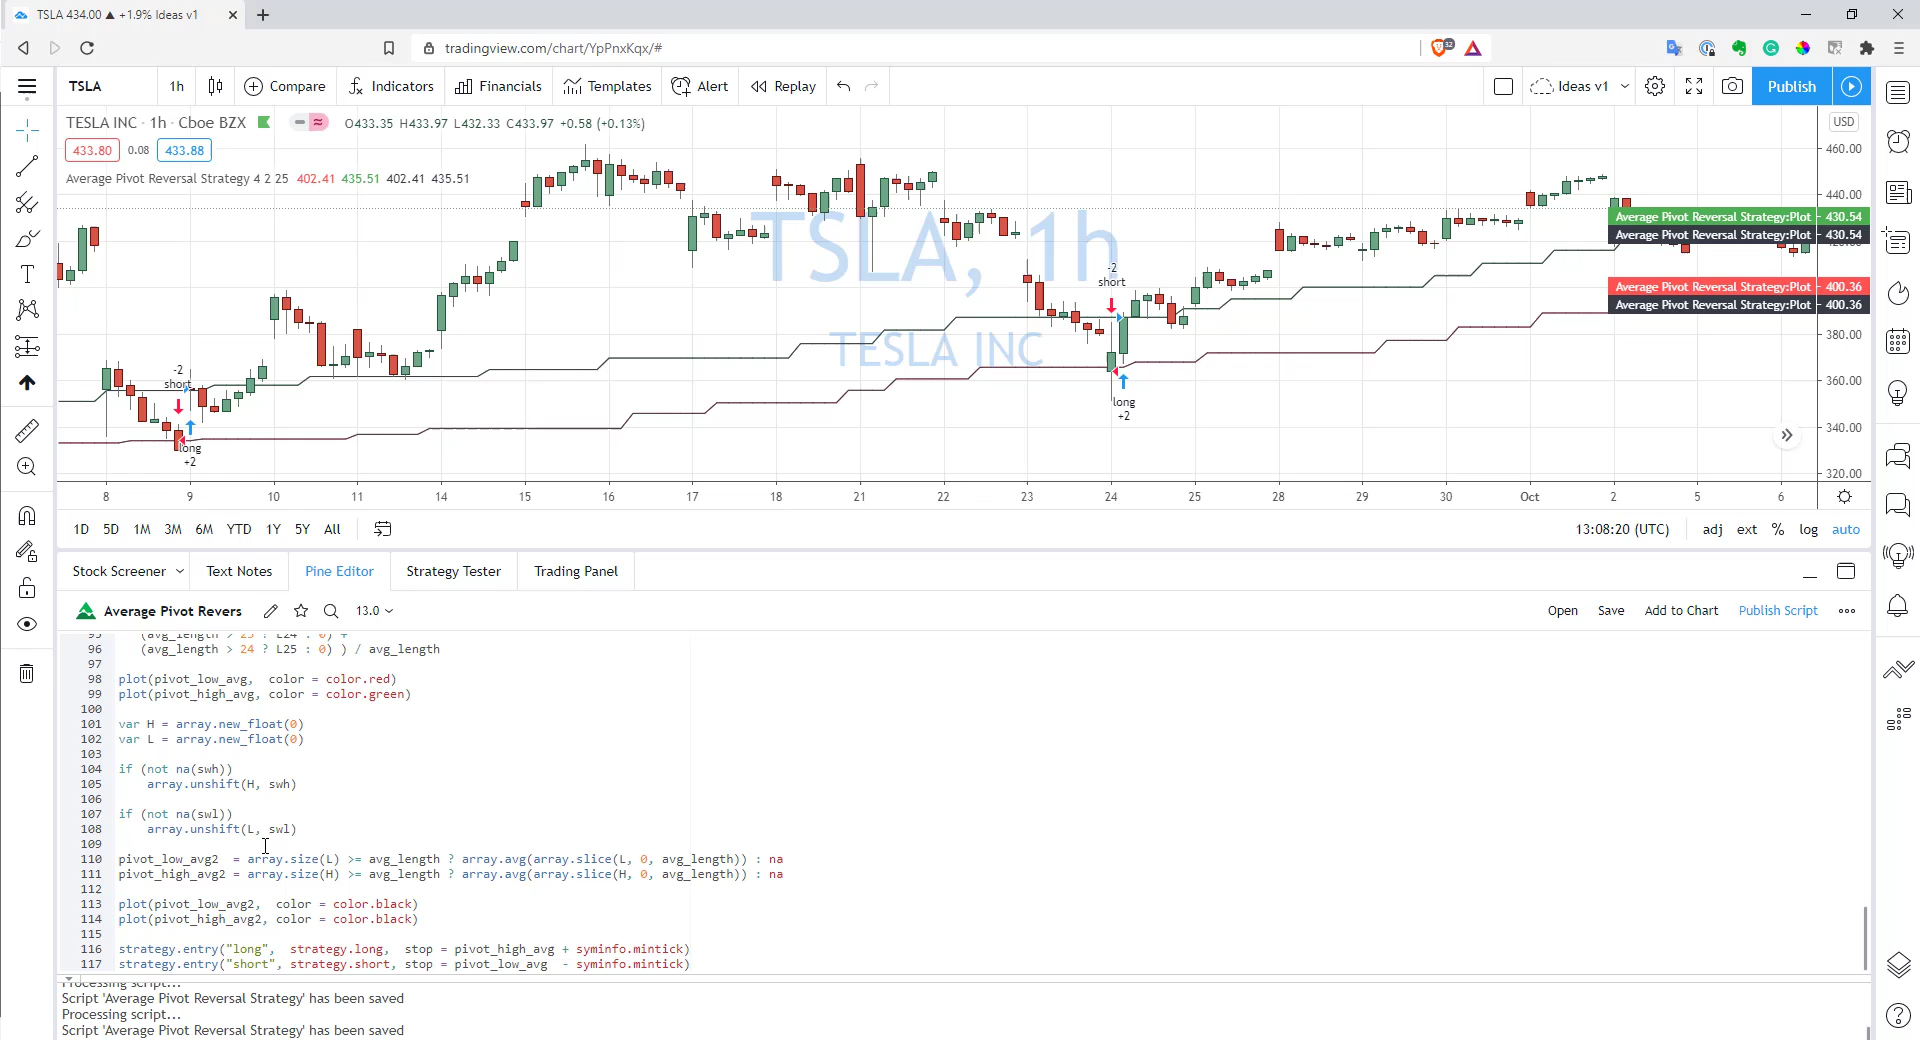 TSLA 434.00 ▲ +1.9% Ideas v1
tradingview.com/chart/YpPnxKqx/#
32
TSLA 1h Compare Indicators Financials Templates Alert Replay Ideas v1 Publish
TESLA INC · 1h · Cboe BZX O433.35 H433.97 L432.33 C433.97 +0.58 (+0.13%)
433.80 0.08 433.88
Average Pivot Reversal Strategy 4 2 25 402.41 435.51 402.41 435.51
TSLA, 1h
TESLA INC
USD
460.00
440.00
Average Pivot Reversal Strategy:Plot 430.54
Average Pivot Reversal Strategy:Plot 430.54
Average Pivot Reversal Strategy:Plot 400.36
Average Pivot Reversal Strategy:Plot 400.36
380.00
360.00
340.00
320.00
-2
short
long
+2
-2
short
long
+2
8 9 10 11 14 15 16 17 18 21 22 23 24 25 28 29 30 Oct 2 5 6
1D 5D 1M 3M 6M YTD 1Y 5Y All 13:08:20 (UTC) adj ext % log auto
Stock Screener Text Notes Pine Editor Strategy Tester Trading Panel
Average Pivot Revers 13.0 Open Save Add to Chart Publish Script
95 (avg_length > 23 ? L24 : 0) +
96 (avg_length > 24 ? L25 : 0) ) / avg_length
97
98 plot(pivot_low_avg,  color = color.red)
99 plot(pivot_high_avg, color = color.green)
100
101 var H = array.new_float(0)
102 var L = array.new_float(0)
103
104 if (not na(swh))
105     array.unshift(H, swh)
106
107 if (not na(swl))
108     array.unshift(L, swl)
109
110 pivot_low_avg2  = array.size(L) >= avg_length ? array.avg(array.slice(L, 0, avg_length)) : na
111 pivot_high_avg2 = array.size(H) >= avg_length ? array.avg(array.slice(H, 0, avg_length)) : na
112
113 plot(pivot_low_avg2,  color = color.black)
114 plot(pivot_high_avg2, color = color.black)
115
116 strategy.entry("long",  strategy.long,  stop = pivot_high_avg + syminfo.mintick)
117 strategy.entry("short", strategy.short, stop = pivot_low_avg  - syminfo.mintick)
Processing script...
Script 'Average Pivot Reversal Strategy' has been saved
Processing script...
Script 'Average Pivot Reversal Strategy' has been saved